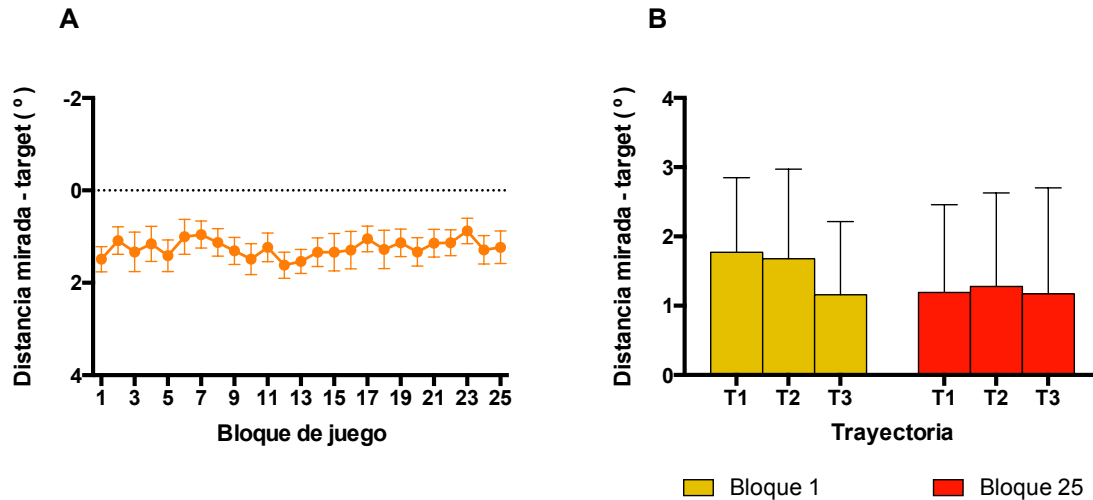 A
Distancia mirada - target ( º )
-2
0
2
4
1 3 5 7 9 11 13 15 17 19 21 23 25
Bloque de juego
B
Distancia mirada - target ( º )
4
3
2
1
0
T1 T2 T3 T1 T2 T3
Trayectoria
Bloque 1 Bloque 25